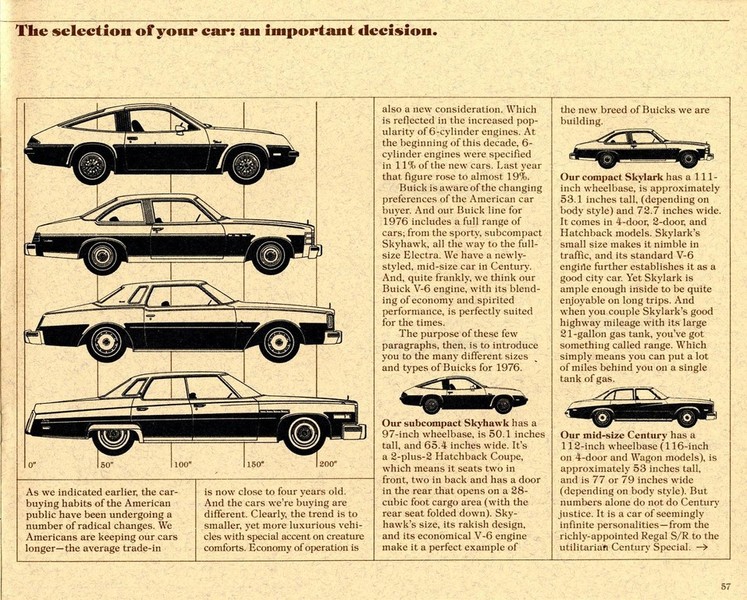 The selection of your car: an important decision.
0"
50"
100"
150"
200"
As we indicated earlier, the car-
buying habits of the American
public have been undergoing a
number of radical changes. We
Americans are keeping our cars
longer—the average trade-in
is now close to four years old.
And the cars we're buying are
different. Clearly, the trend is to
smaller, yet more luxurious vehi-
cles with special accent on creature
comforts. Economy of operation is
also a new consideration. Which
is reflected in the increased pop-
ularity of 6-cylinder engines. At
the beginning of this decade, 6-
cylinder engines were specified
in 11% of the new cars. Last year
that figure rose to almost 19%.
Buick is aware of the changing
preferences of the American car
buyer. And our Buick line for
1976 includes a full range of
cars; from the sporty, subcompact
Skyhawk, all the way to the full-
size Electra. We have a newly-
styled, mid-size car in Century.
And, quite frankly, we think our
Buick V-6 engine, with its blend-
ing of economy and spirited
performance, is perfectly suited
for the times.
The purpose of these few
paragraphs, then, is to introduce
you to the many different sizes
and types of Buicks for 1976.
Our subcompact Skyhawk has a
97-inch wheelbase, is 50.1 inches
tall, and 65.4 inches wide. It's
a 2-plus-2 Hatchback Coupe,
which means it seats two in
front, two in back and has a door
in the rear that opens on a 28-
cubic foot cargo area (with the
rear seat folded down). Sky-
hawk's size, its rakish design,
and its economical V-6 engine
make it a perfect example of
the new breed of Buicks we are
building.
Our compact Skylark has a 111-
inch wheelbase, is approximately
53.1 inches tall, (depending on
body style) and 72.7 inches wide.
It comes in 4-door, 2-door, and
Hatchback models. Skylark's
small size makes it nimble in
traffic, and its standard V-6
engine further establishes it as a
good city car. Yet Skylark is
ample enough inside to be quite
enjoyable on long trips. And
when you couple Skylark's good
highway mileage with its large
21-gallon gas tank, you've got
something called range. Which
simply means you can put a lot
of miles behind you on a single
tank of gas.
Our mid-size Century has a
112-inch wheelbase (116-inch
on 4-door and Wagon models), is
approximately 53 inches tall,
and is 77 or 79 inches wide
(depending on body style). But
numbers alone do not do Century
justice. It is a car of seemingly
infinite personalities—from the
richly-appointed Regal S/R to the
utilitarian Century Special. →
57